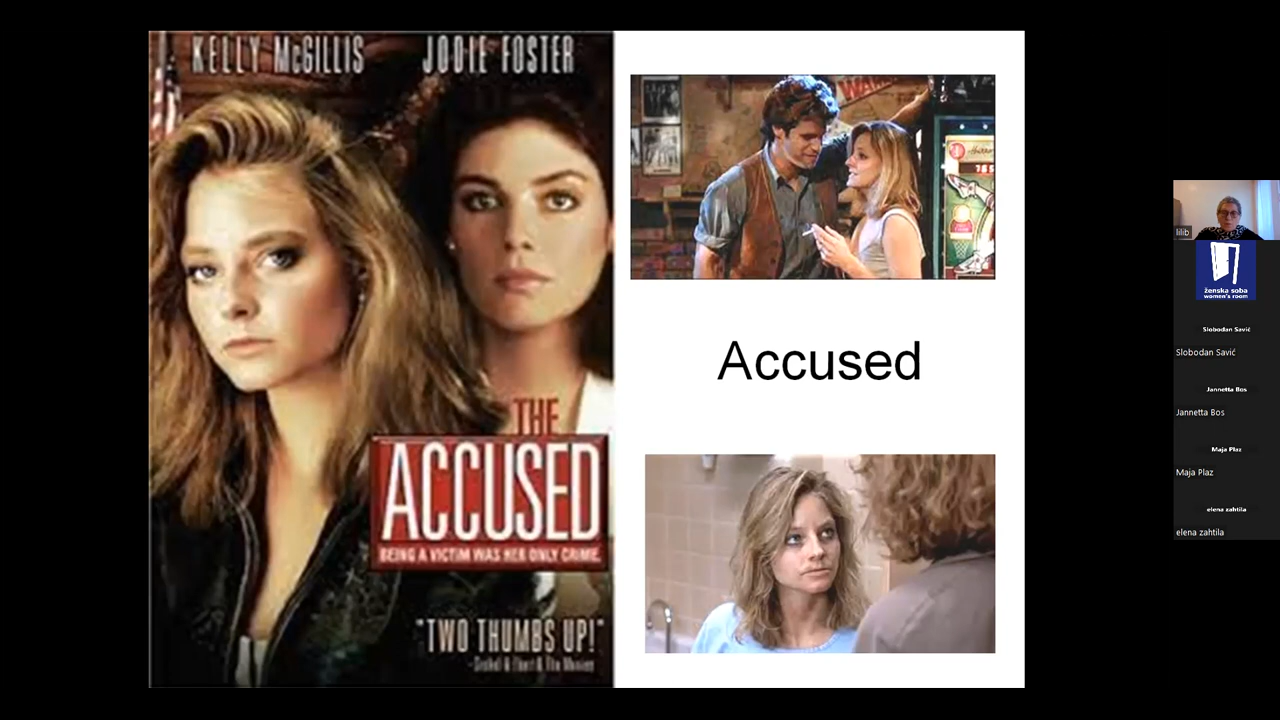 KELLY McGILLIS JODIE FOSTER
THE
ACCUSED
BEING A VICTIM WAS HER ONLY CRIME.
"TWO THUMBS UP!"
- Siskel & Ebert & The Movies
Accused
lilib
ženska soba
women's room
Slobodan Savić
Slobodan Savić
Jannetta Bos
Jannetta Bos
Maja Plaz
Maja Plaz
elena zahtila
elena zahtila